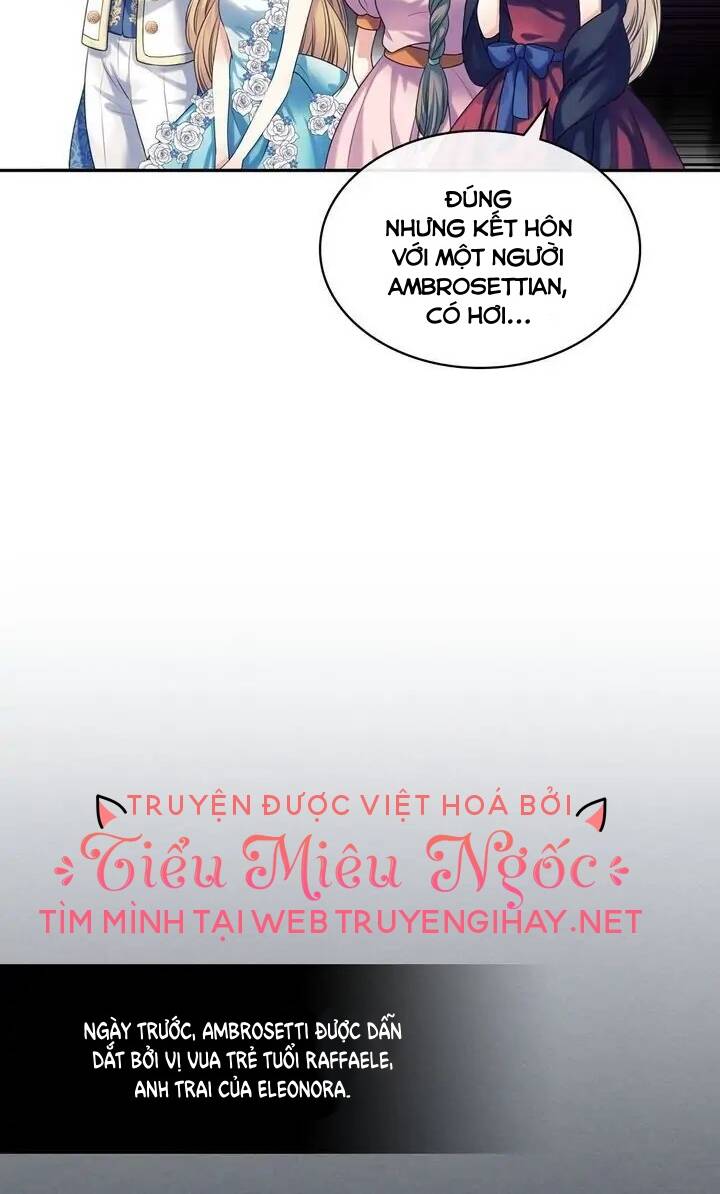 ĐÚNG
NHƯNG KẾT HÔN
VỚI MỘT NGƯỜI
AMBROSETTIAN,
CÓ HƠI...
TRUYỆN ĐƯỢC VIỆT HOÁ BỞI
TIỂU MIÊU NGỐC
TÌM MÌNH TẠI WEB TRUYENGIHAY.NET
NGÀY TRƯỚC, AMBROSETTI ĐƯỢC DẪN
DẮT BỞI VỊ VUA TRẺ TUỔI RAFFAELE,
ANH TRAI CỦA ELEONORA.